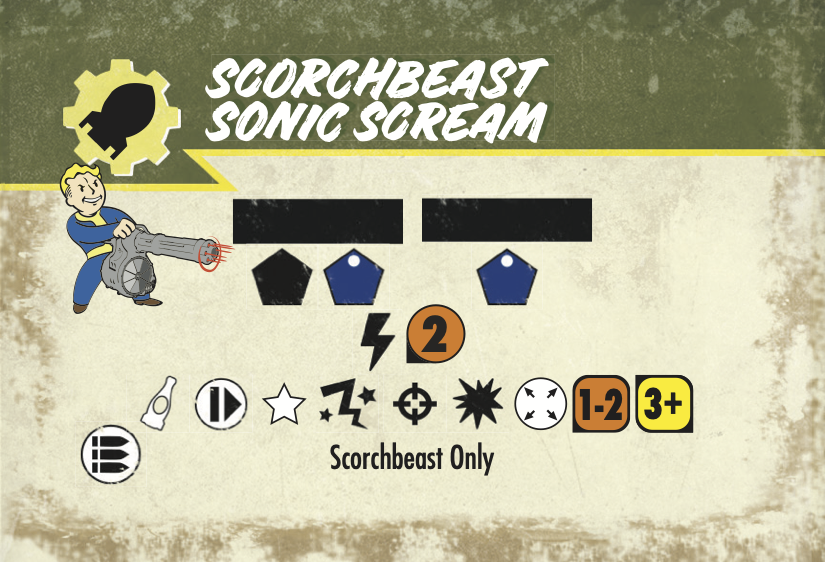 SCORCHBEAST
SONIC SCREAM
2
1-2 3+
Scorchbeast Only